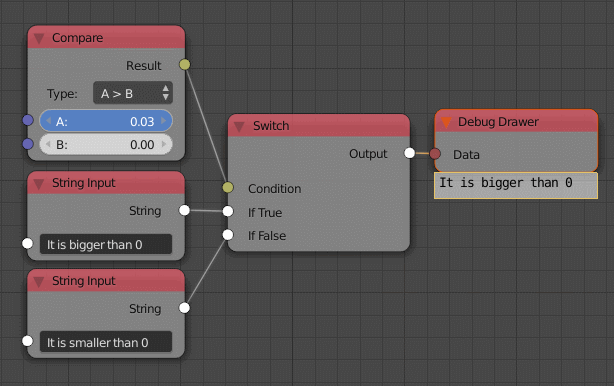 Compare
Result
Type: A > B
A: 0.03
B: 0.00
String Input
String
It is bigger than 0
String Input
String
It is smaller than 0
Switch
Output
Condition
If True
If False
Debug Drawer
Data
It is bigger than 0